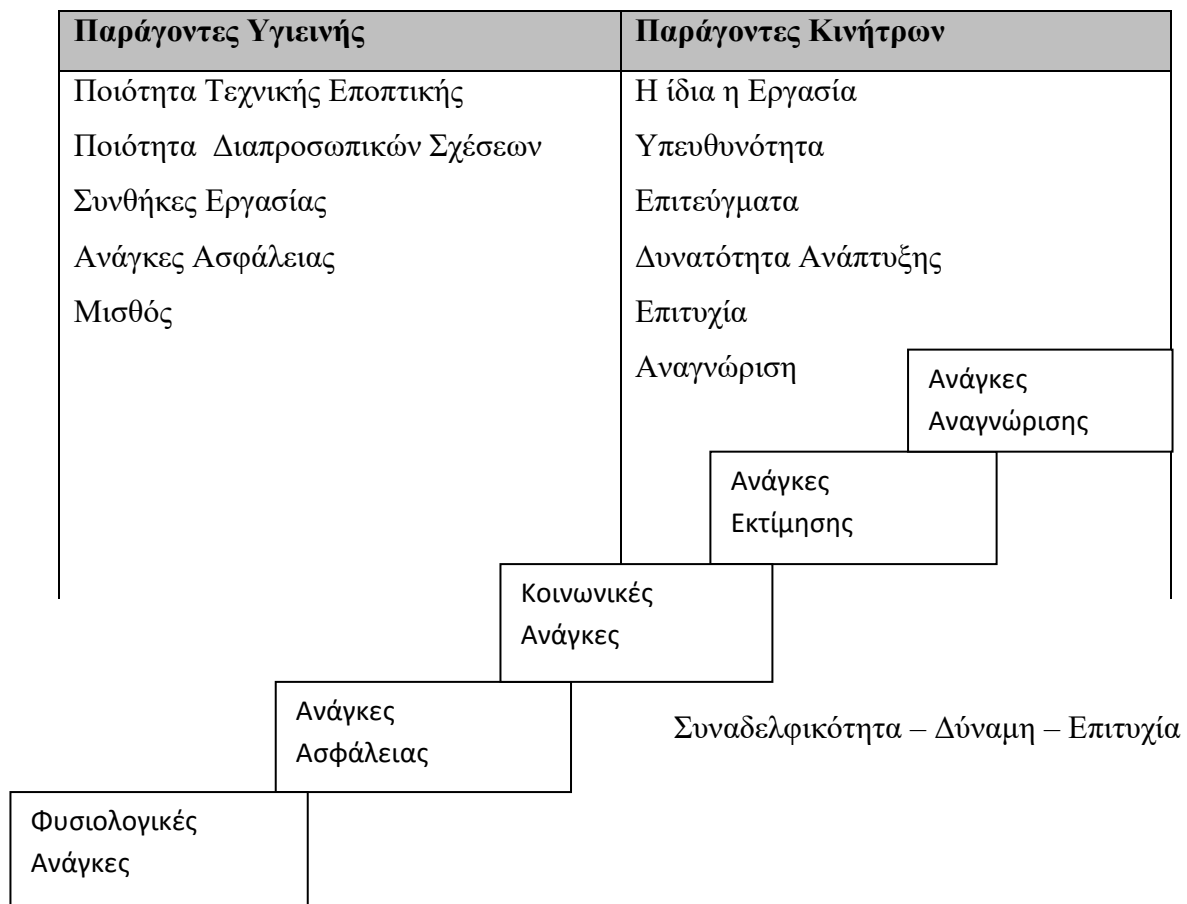 Παράγοντες Υγιεινής
Παράγοντες Κινήτρων
Ποιότητα Τεχνικής Εποπτικής
Ποιότητα Διαπροσωπικών Σχέσεων
Συνθήκες Εργασίας
Ανάγκες Ασφάλειας
Μισθός
Η ίδια η Εργασία
Υπευθυνότητα
Επιτεύγματα
Δυνατότητα Ανάπτυξης
Επιτυχία
Αναγνώριση
Ανάγκες
Αναγνώρισης
Ανάγκες
Εκτίμησης
Κοινωνικές
Ανάγκες
Ανάγκες
Ασφάλειας
Συναδελφικότητα – Δύναμη – Επιτυχία
Φυσιολογικές
Ανάγκες